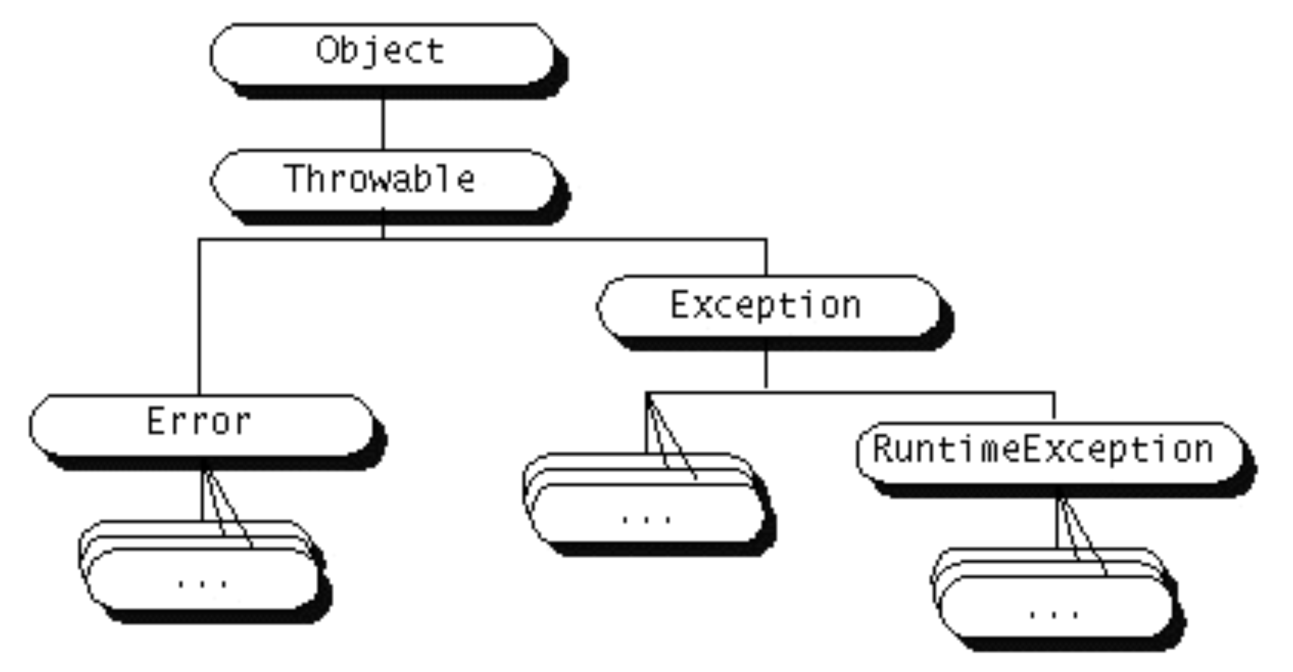 Object
Throwable
Exception
Error
RuntimeException
...
...
...